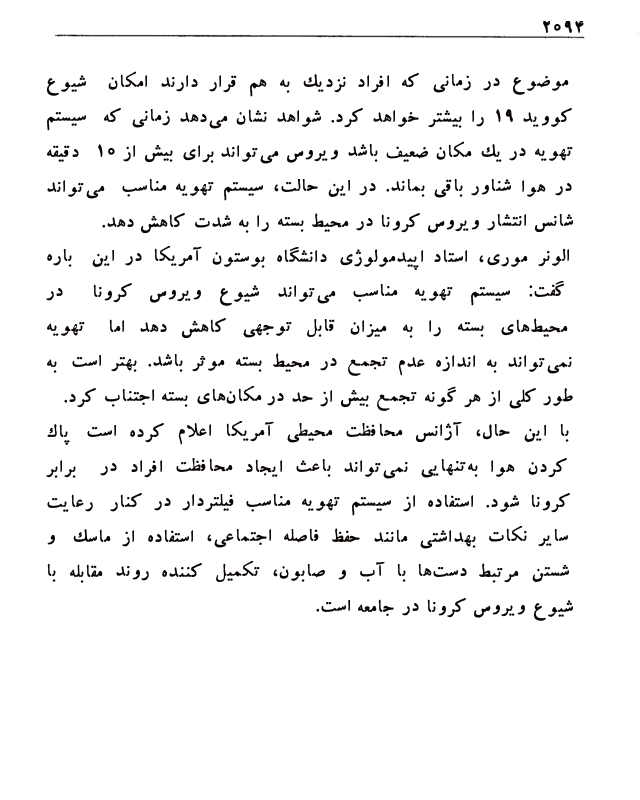 ۲۰۹۴
موضوع در زمانی که افراد نزدیك به هم قرار دارند امکان شیوع
کووید ۱۹ را بیشتر خواهد کرد. شواهد نشان می‌دهد زمانی که سیستم
تهویه در یك مکان ضعیف باشد ویروس می‌تواند برای بیش از ۱۰ دقیقه
در هوا شناور باقی بماند. در این حالت، سیستم تهویه مناسب می‌تواند
شانس انتشار ویروس کرونا در محیط بسته را به شدت کاهش دهد.
الونر موری، استاد اپیدمولوژی دانشگاه بوستون آمریکا در این باره
گفت: سیستم تهویه مناسب می‌تواند شیوع ویروس کرونا در
محیط‌های بسته را به میزان قابل توجهی کاهش دهد اما تهویه
نمی‌تواند به اندازه عدم تجمع در محیط بسته موثر باشد. بهتر است به
طور کلی از هر گونه تجمع بیش از حد در مکان‌های بسته اجتناب کرد.
با این حال، آژانس محافظت محیطی آمریکا اعلام کرده است پاك
کردن هوا به‌تنهایی نمی‌تواند باعث ایجاد محافظت افراد در برابر
کرونا شود. استفاده از سیستم تهویه مناسب فیلتردار در کنار رعایت
سایر نکات بهداشتی مانند حفظ فاصله اجتماعی، استفاده از ماسك و
شستن مرتبط دست‌ها با آب و صابون، تکمیل کننده روند مقابله با
شیوع ویروس کرونا در جامعه است.